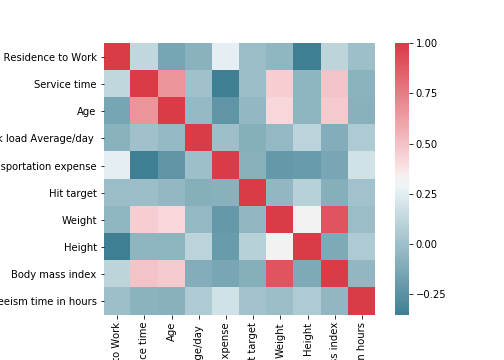 Residence to Work
Service time
Age
load Average/day
sportation expense
Hit target
Weight
Height
Body mass index
eeism time in hours
to Work
ce time
Age
ge/day
expense
t target
Weight
Height
s index
n hours
1.00
0.75
0.50
0.25
0.00
−0.25